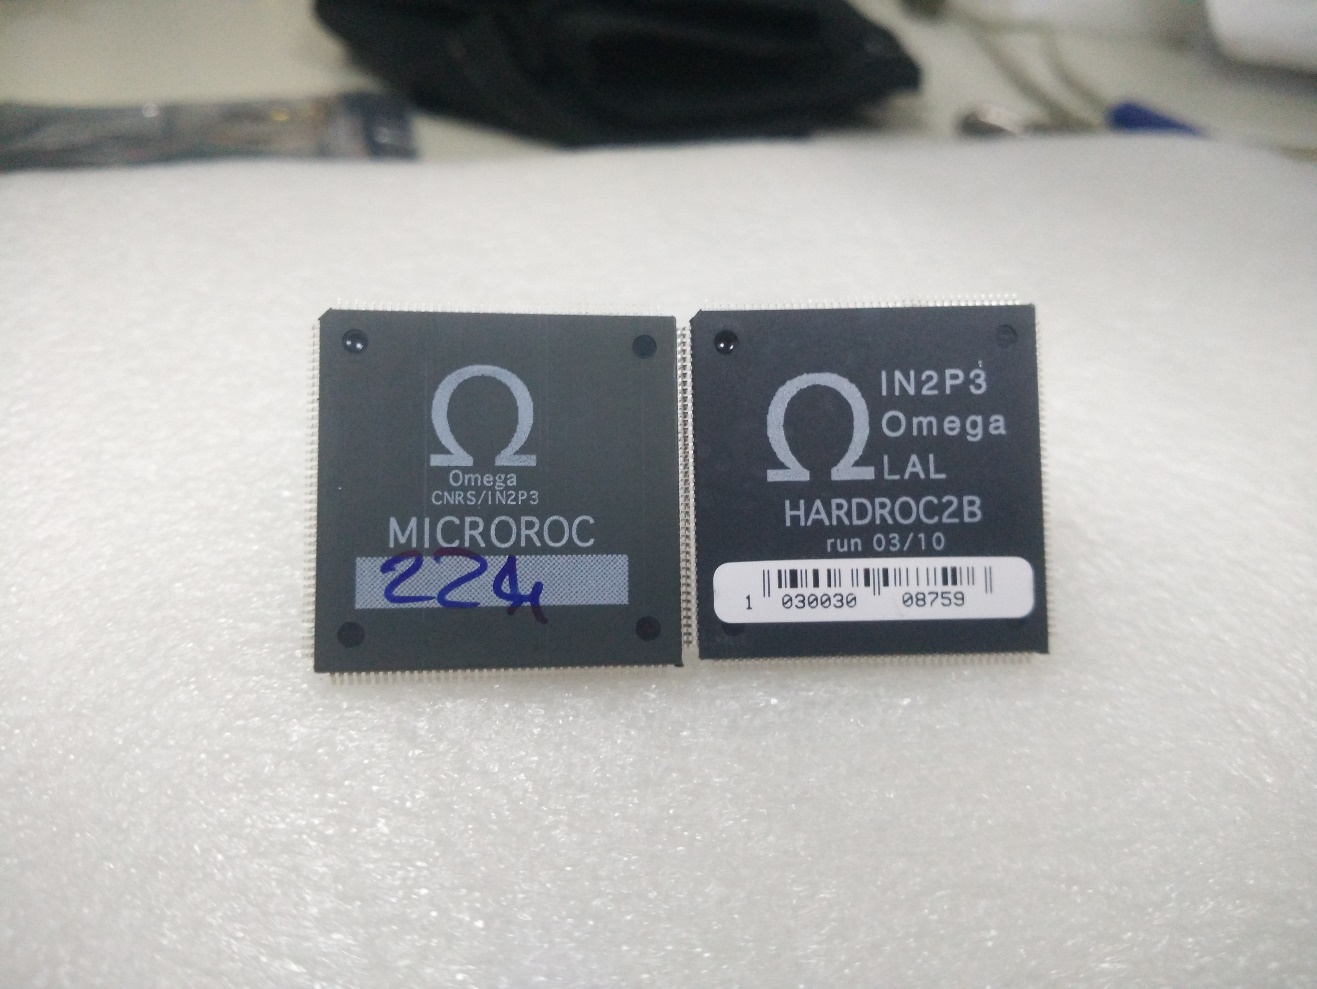 Ω
Omega
CNRS/IN2P3
MICROROC
224
Ω
IN2P3
Omega
LAL
HARDROC2B
run 03/10
1 030030 08759